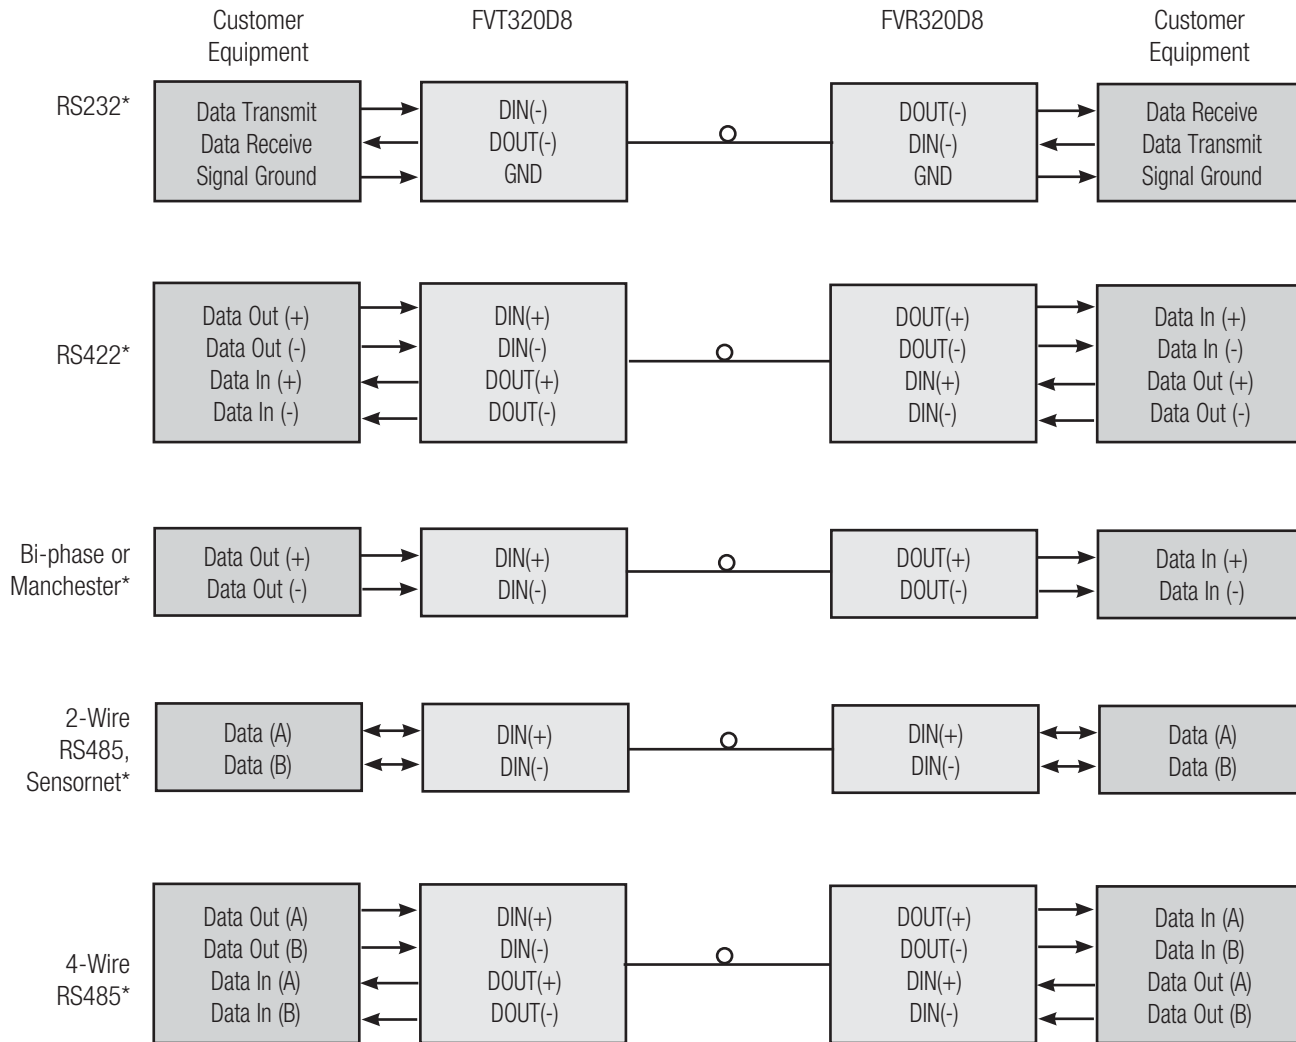 Customer
Equipment
FVT320D8
FVR320D8
Customer
Equipment
RS232*
Data Transmit
Data Receive
Signal Ground
DIN(-)
DOUT(-)
GND
DOUT(-)
DIN(-)
GND
Data Receive
Data Transmit
Signal Ground
RS422*
Data Out (+)
Data Out (-)
Data In (+)
Data In (-)
DIN(+)
DIN(-)
DOUT(+)
DOUT(-)
DOUT(+)
DOUT(-)
DIN(+)
DIN(-)
Data In (+)
Data In (-)
Data Out (+)
Data Out (-)
Bi-phase or
Manchester*
Data Out (+)
Data Out (-)
DIN(+)
DIN(-)
DOUT(+)
DOUT(-)
Data In (+)
Data In (-)
2-Wire
RS485,
Sensornet*
Data (A)
Data (B)
DIN(+)
DIN(-)
DIN(+)
DIN(-)
Data (A)
Data (B)
4-Wire
RS485*
Data Out (A)
Data Out (B)
Data In (A)
Data In (B)
DIN(+)
DIN(-)
DOUT(+)
DOUT(-)
DOUT(+)
DOUT(-)
DIN(+)
DIN(-)
Data In (A)
Data In (B)
Data Out (A)
Data Out (B)